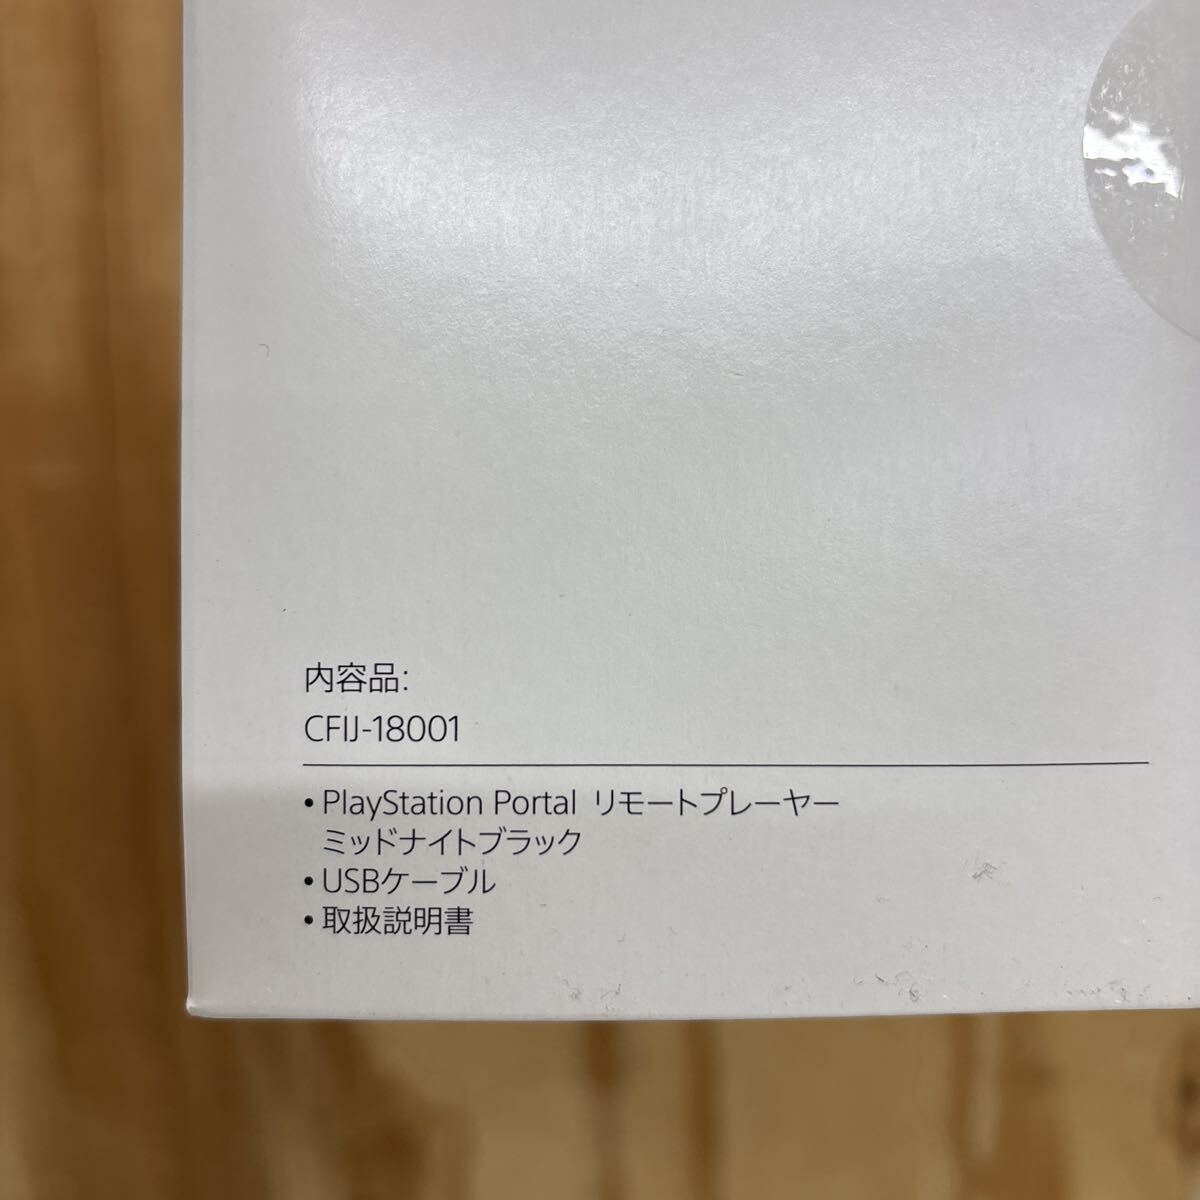 内容品:
CFIJ-18001
• PlayStation Portal リモートプレーヤー
ミッドナイトブラック
• USBケーブル
• 取扱説明書